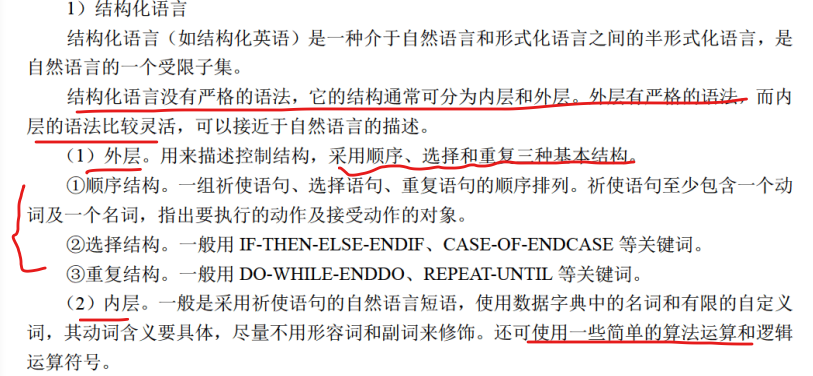 1）结构化语言
结构化语言（如结构化英语）是一种介于自然语言和形式化语言之间的半形式化语言，是
自然语言的一个受限子集。
结构化语言没有严格的语法，它的结构通常可分为内层和外层。外层有严格的语法，而内
层的语法比较灵活，可以接近于自然语言的描述。
（1）外层。用来描述控制结构，采用顺序、选择和重复三种基本结构。
①顺序结构。一组祈使语句、选择语句、重复语句的顺序排列。祈使语句至少包含一个动
词及一个名词，指出要执行的动作及接受动作的对象。
②选择结构。一般用 IF-THEN-ELSE-ENDIF、CASE-OF-ENDCASE 等关键词。
③重复结构。一般用 DO-WHILE-ENDDO、REPEAT-UNTIL 等关键词。
（2）内层。一般是采用祈使语句的自然语言短语，使用数据字典中的名词和有限的自定义
词，其动词含义要具体，尽量不用形容词和副词来修饰。还可使用一些简单的算法运算和逻辑
运算符号。